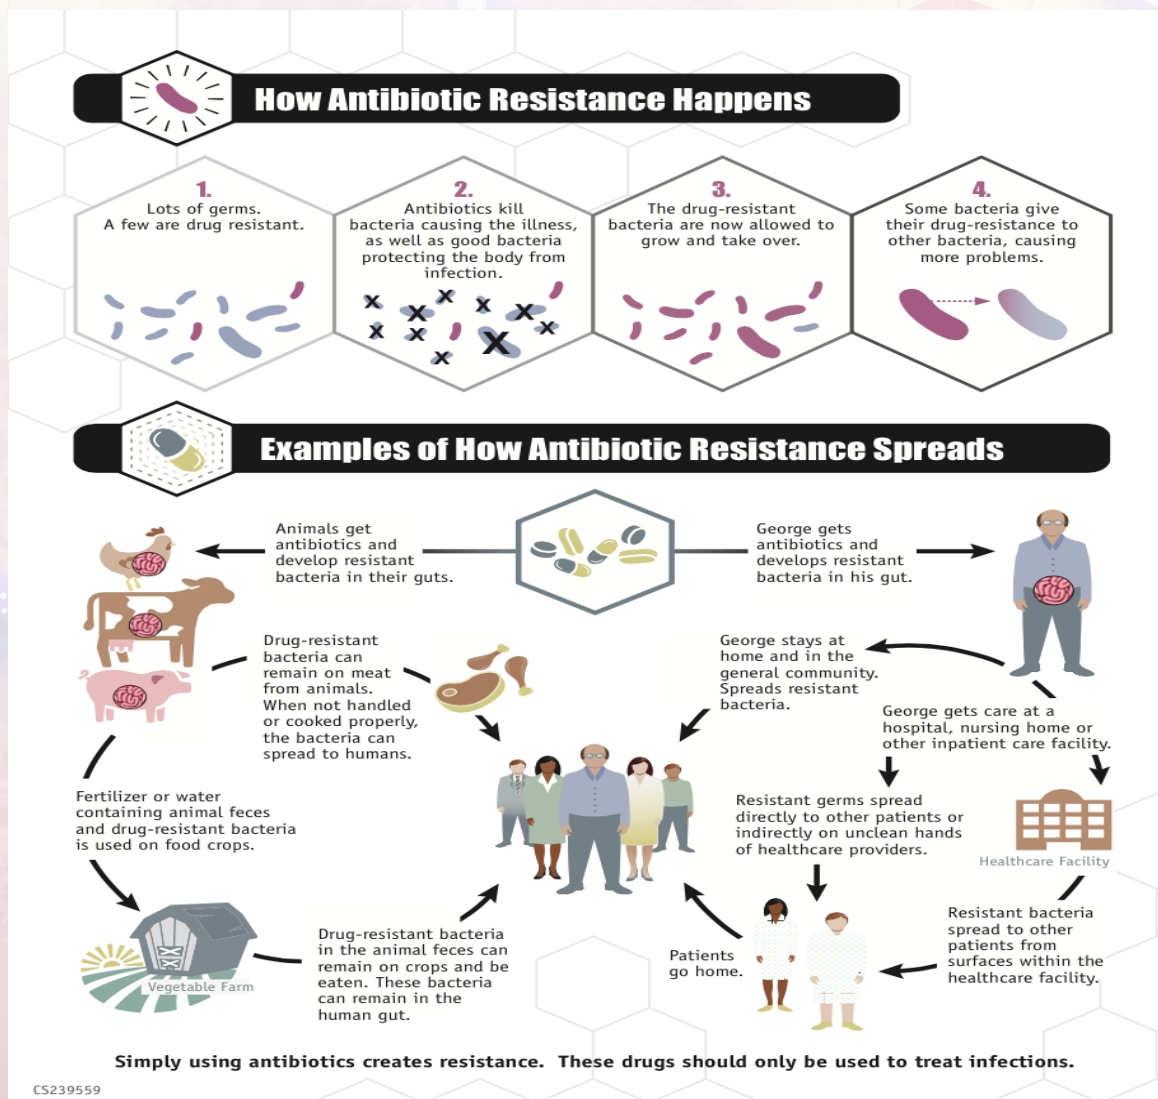 How Antibiotic Resistance Happens
1.
Lots of germs.
A few are drug resistant.
2.
Antibiotics kill
bacteria causing the illness,
as well as good bacteria
protecting the body from
infection.
3.
The drug-resistant
bacteria are now allowed to
grow and take over.
4.
Some bacteria give
their drug-resistance to
other bacteria, causing
more problems.
X
X
X
X
X
X
X
X
X
X
Examples of How Antibiotic Resistance Spreads
Animals get
antibiotics and
develop resistant
bacteria in their guts.
George gets
antibiotics and
develops resistant
bacteria in his gut.
Drug-resistant
bacteria can
remain on meat
from animals.
When not handled
or cooked properly,
the bacteria can
spread to humans.
George stays at
home and in the
general community.
Spreads resistant
bacteria.
George gets care at a
hospital, nursing home or
other inpatient care facility.
Fertilizer or water
containing animal feces
and drug-resistant bacteria
is used on food crops.
Resistant germs spread
directly to other patients or
indirectly on unclean hands
of healthcare providers.
Healthcare Facility
Vegetable Farm
Drug-resistant bacteria
in the animal feces can
remain on crops and be
eaten. These bacteria
can remain in the
human gut.
Patients
go home.
Resistant bacteria
spread to other
patients from
surfaces within the
healthcare facility.
Simply using antibiotics creates resistance. These drugs should only be used to treat infections.
CS239559